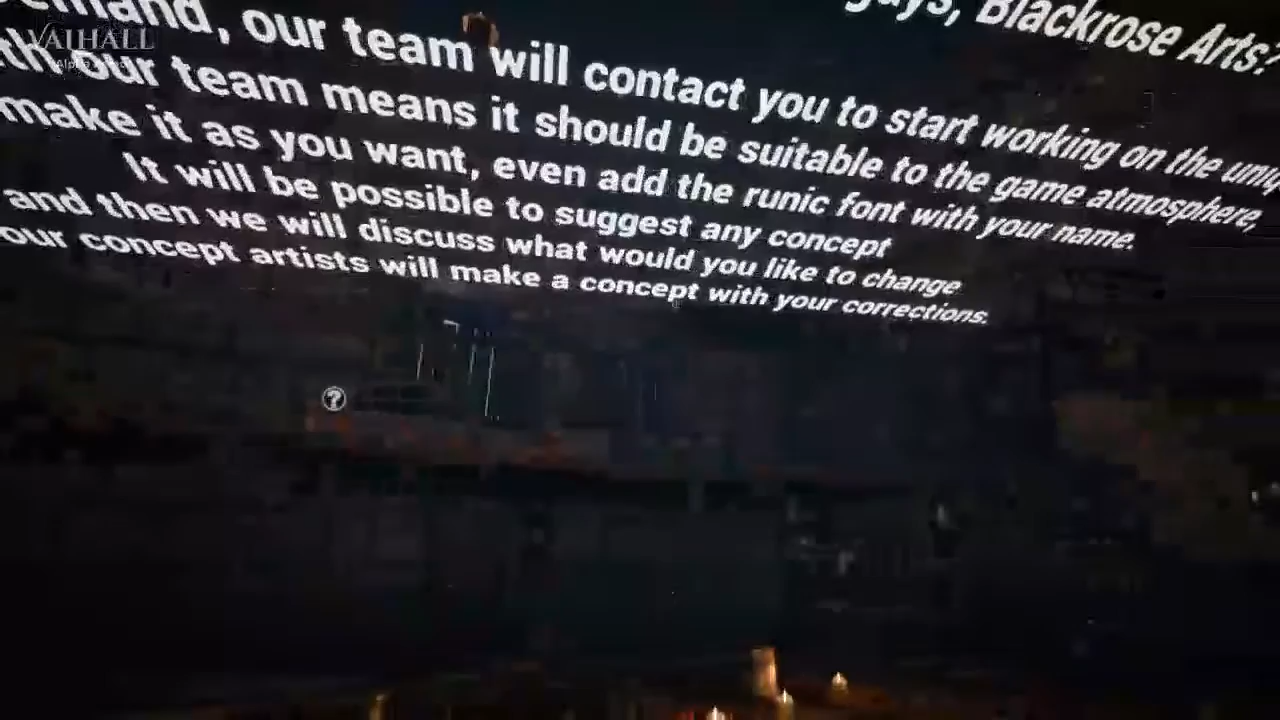 guys, Blackrose Arts!
VALHALL
our team will contact you to start working on the
our team means it should be suitable to the game atmosphere,
make it as you want, even add the runic font with your name.
It will be possible to suggest any concept
and then we will discuss what would you like to change
our concept artists will make a concept with your corrections.
?